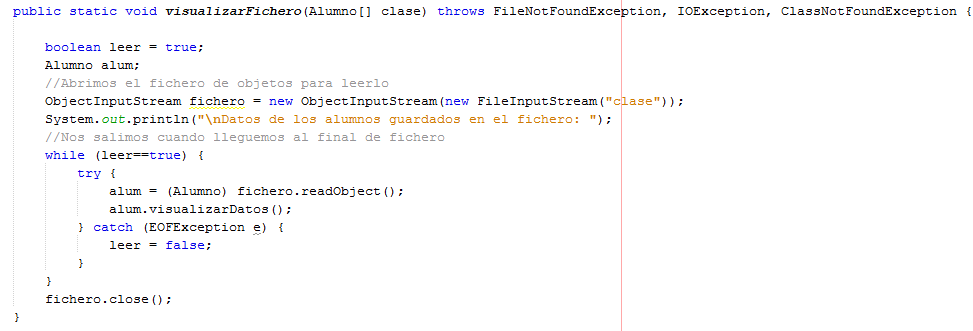 public static void visualizarFichero(Alumno[] clase) throws FileNotFoundException, IOException, ClassNotFoundException {
boolean leer = true;
Alumno alum;
//Abrimos el fichero de objetos para leerlo
ObjectInputStream fichero = new ObjectInputStream(new FileInputStream("clase"));
System.out.println("\nDatos de los alumnos guardados en el fichero: ");
//Nos salimos cuando lleguemos al final de fichero
while (leer==true) {
try {
alum = (Alumno) fichero.readObject();
alum.visualizarDatos();
} catch (EOFException e) {
leer = false;
}
}
fichero.close();
}